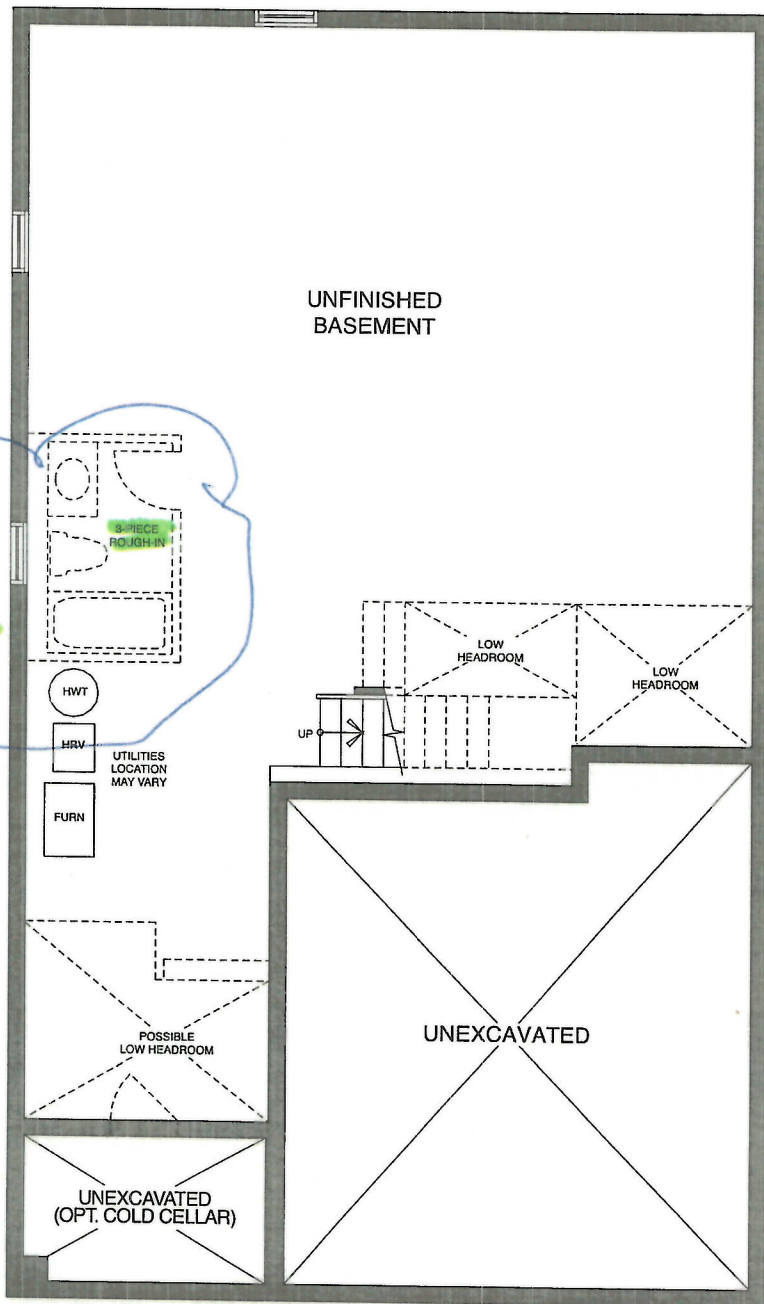 UNFINISHED
BASEMENT
3-PIECE
ROUGH-IN
LOW
HEADROOM
LOW
HEADROOM
HWT
UP
HRV
UTILITIES
LOCATION
MAY VARY
FURN
POSSIBLE
LOW HEADROOM
UNEXCAVATED
UNEXCAVATED
(OPT. COLD CELLAR)